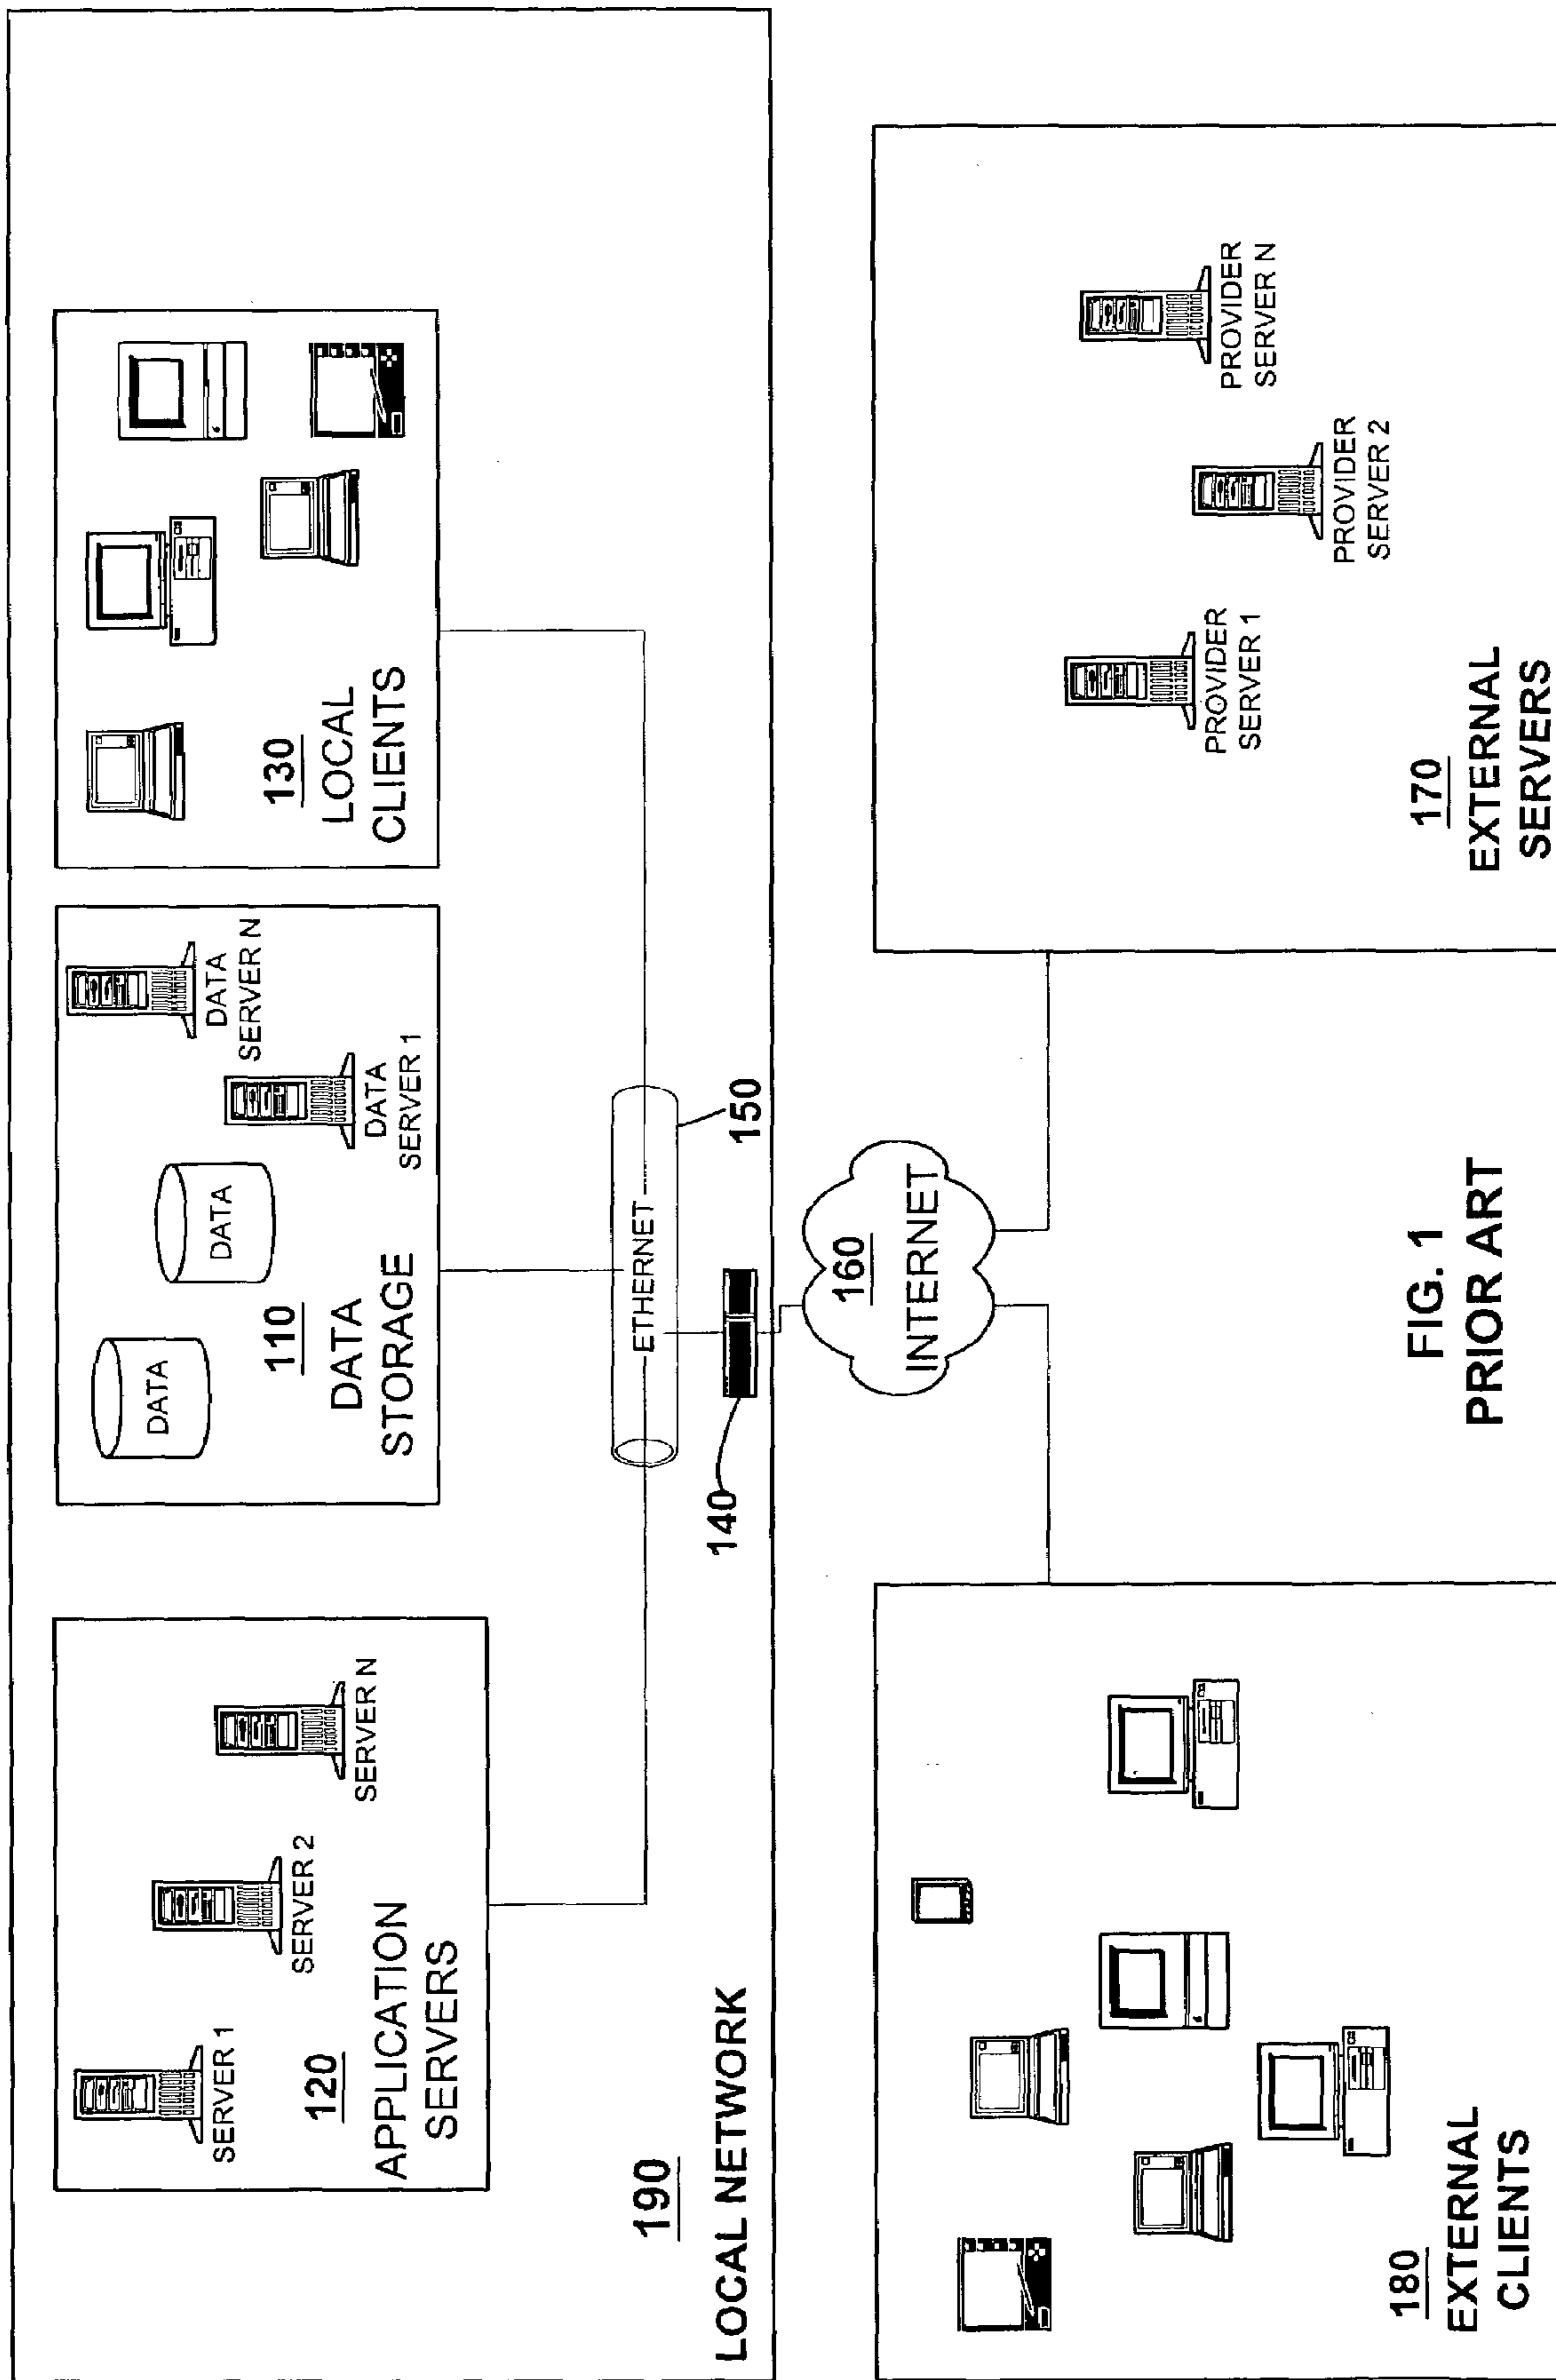 SERVER 1
SERVER 2
SERVER N
120
APPLICATION
SERVERS
DATA
DATA
DATA
SERVER 1
DATA
SERVER N
110
DATA
STORAGE
130
LOCAL
CLIENTS
ETHERNET
150
140
190
LOCAL NETWORK
160
INTERNET
180
EXTERNAL
CLIENTS
PROVIDER
SERVER 1
PROVIDER
SERVER 2
PROVIDER
SERVER N
170
EXTERNAL
SERVERS
FIG. 1
PRIOR ART